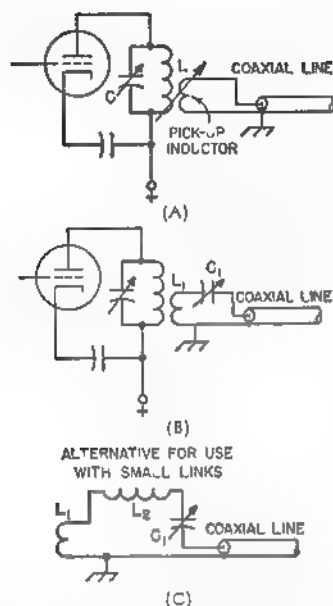 L
COAXIAL LINE
C
PICK-UP
INDUCTOR
+
(A)
C₁
L₁
COAXIAL LINE
+
(B)
ALTERNATIVE FOR USE
WITH SMALL LINKS
L₁
L₂
C₁
COAXIAL LINE
(C)